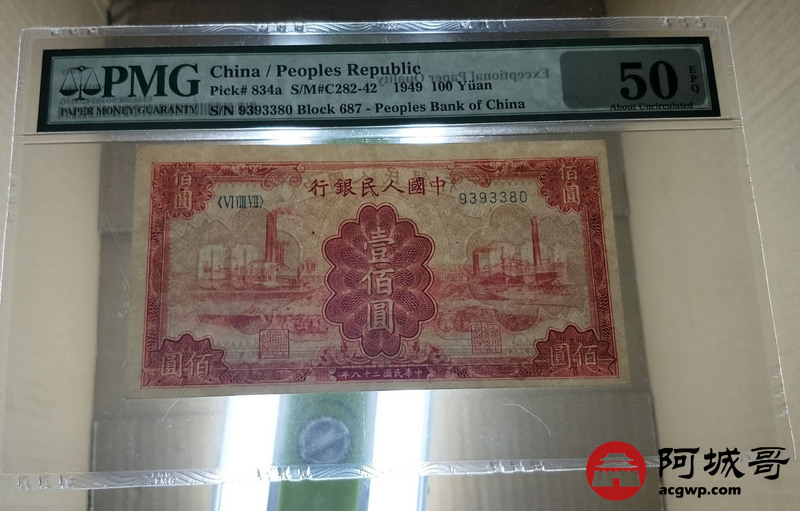 PMG
PAPER MONEY GUARANTY
China / Peoples Republic
Pick# 834a S/M#C282-42 1949 100 Yüan
S/N 9393380 Block 687 - Peoples Bank of China
Exceptional Paper Quality
50
EPQ
About Uncirculated
行銀民人國中
佰圓
佰圓
〈Ⅵ Ⅷ Ⅶ〉
9393380
壹佰圓
圓佰
圓佰
年八十二國民華中
阿城哥
acgwp.com